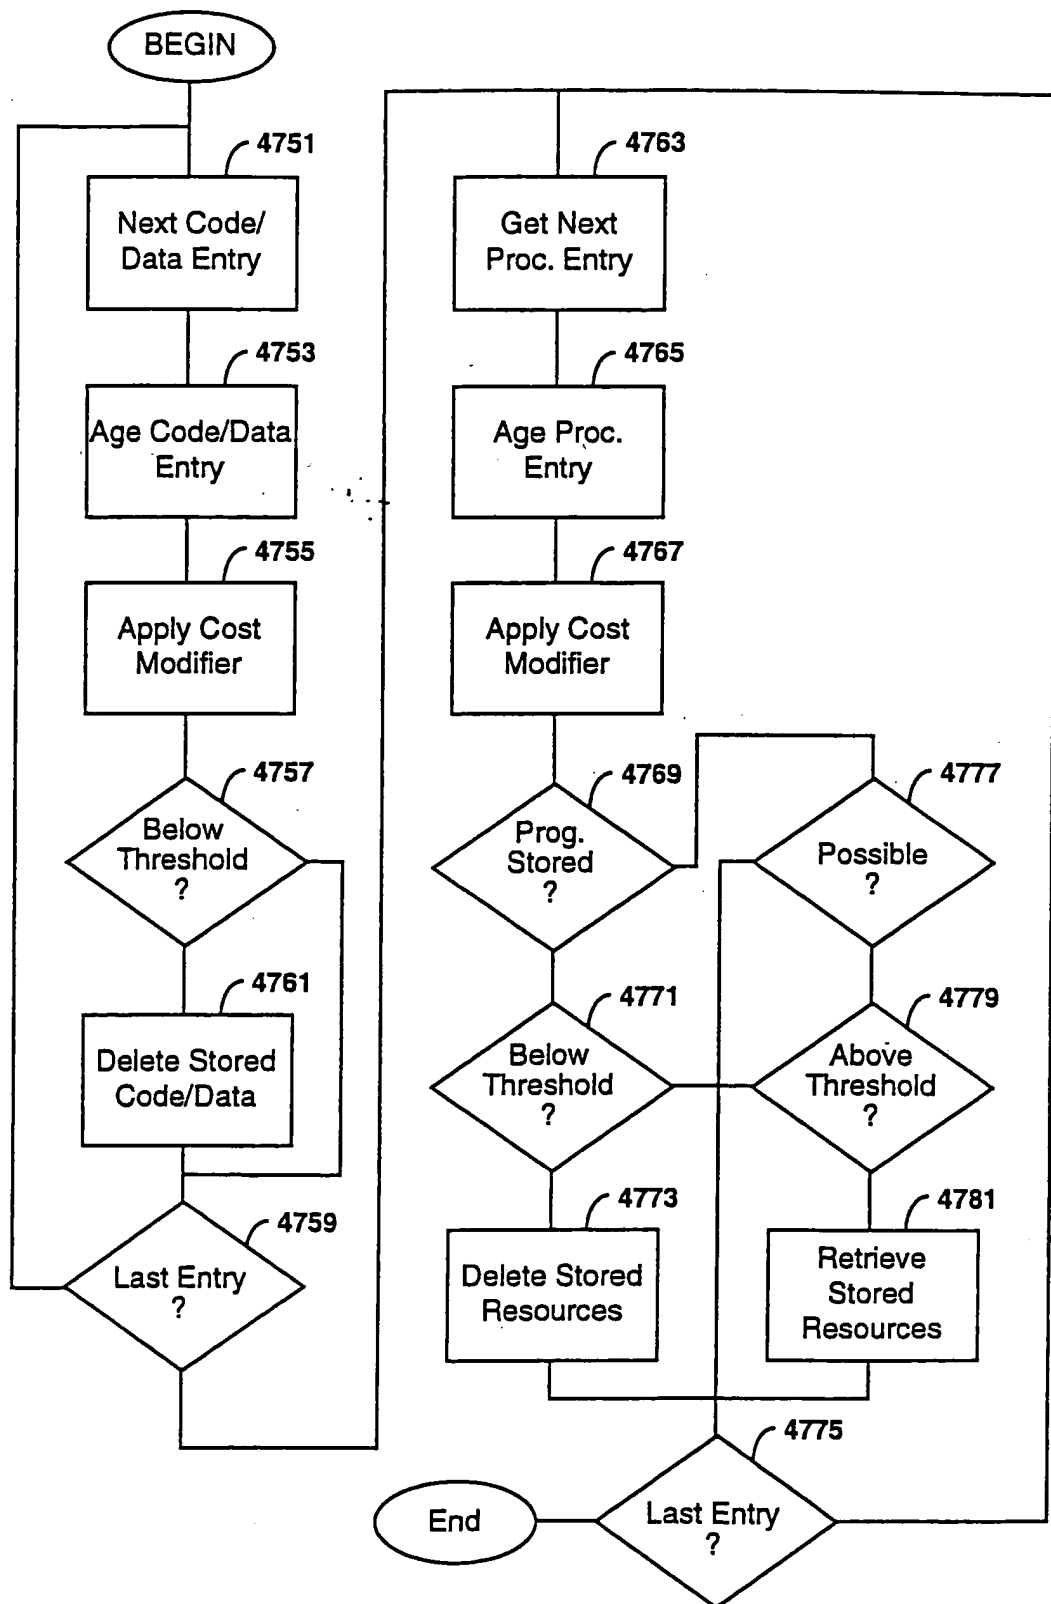 BEGIN
4751
Next Code/
Data Entry
4753
Age Code/Data
Entry
4755
Apply Cost
Modifier
4757
Below
Threshold
?
4761
Delete Stored
Code/Data
4759
Last Entry
?
4763
Get Next
Proc. Entry
4765
Age Proc.
Entry
4767
Apply Cost
Modifier
4769
Prog.
Stored
?
4777
Possible
?
4771
Below
Threshold
?
4779
Above
Threshold
?
4773
Delete Stored
Resources
4781
Retrieve
Stored
Resources
4775
Last Entry
?
End